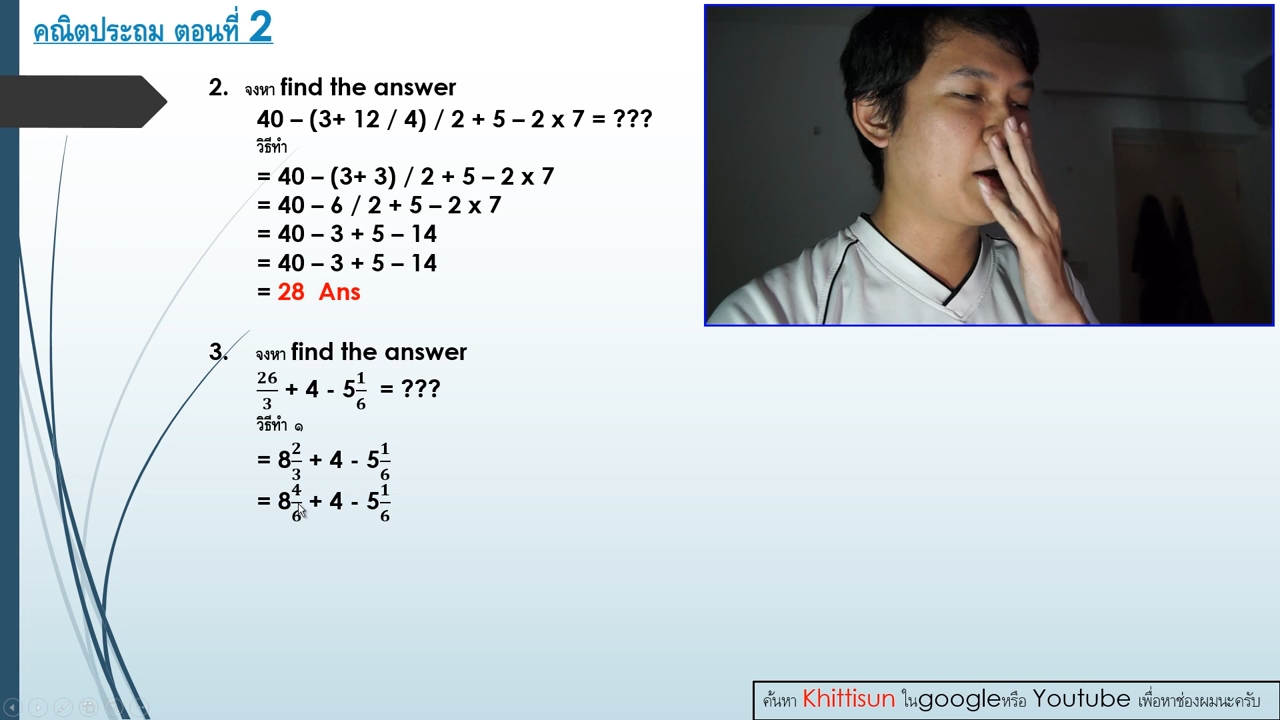 คณิตประถม ตอนที่ 2
2. จงหา find the answer
40 – (3+ 12 / 4) / 2 + 5 – 2 x 7 = ???
วิธีทำ
= 40 – (3+ 3) / 2 + 5 – 2 x 7
= 40 – 6 / 2 + 5 – 2 x 7
= 40 – 3 + 5 – 14
= 40 – 3 + 5 – 14
= 28 Ans
3. จงหา find the answer
26/3 + 4 - 5 1/6 = ???
วิธีทำ ๑
= 8 2/3 + 4 - 5 1/6
= 8 4/6 + 4 - 5 1/6
ค้นหา Khittisun ในgoogleหรือ Youtube เพื่อหาช่องผมนะครับ